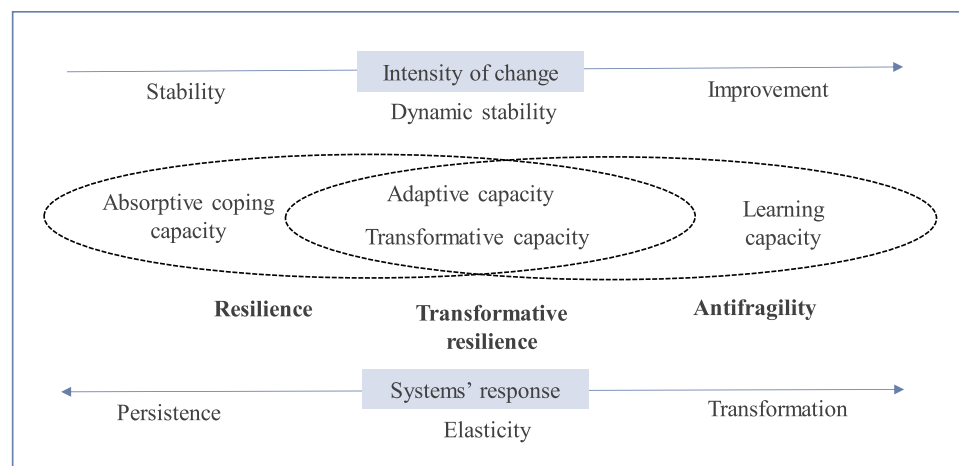 Intensity of change
Stability
Dynamic stability
Improvement
Absorptive coping
capacity
Adaptive capacity
Transformative capacity
Learning
capacity
Resilience
Transformative
resilience
Antifragility
Systems’ response
Persistence
Elasticity
Transformation